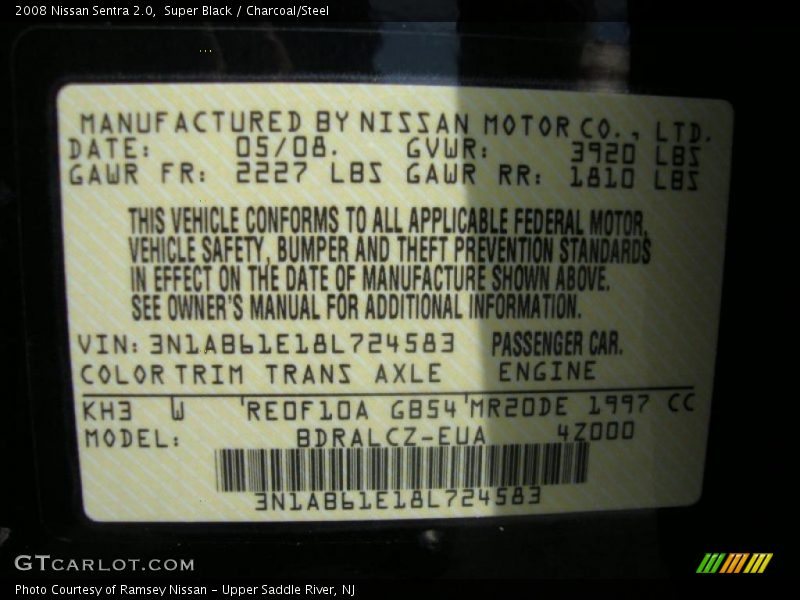 2008 Nissan Sentra 2.0,  Super Black / Charcoal/Steel
MANUFACTURED BY NISSAN MOTOR CO., LTD.
DATE: 05/08. GVWR: 3920 LBS
GAWR FR: 2227 LBS GAWR RR: 1810 LBS
THIS VEHICLE CONFORMS TO ALL APPLICABLE FEDERAL MOTOR
VEHICLE SAFETY, BUMPER AND THEFT PREVENTION STANDARDS
IN EFFECT ON THE DATE OF MANUFACTURE SHOWN ABOVE.
SEE OWNER'S MANUAL FOR ADDITIONAL INFORMATION.
VIN: 3N1AB61E18L724583 PASSENGER CAR.
COLOR TRIM TRANS AXLE ENGINE
KH3 W 'RE0F10A GB54'MR20DE 1997 CC
MODEL: BDRALCZ-EUA 4Z000
3N1AB61E18L724583
GTCARLOT.COM
Photo Courtesy of Ramsey Nissan - Upper Saddle River, NJ